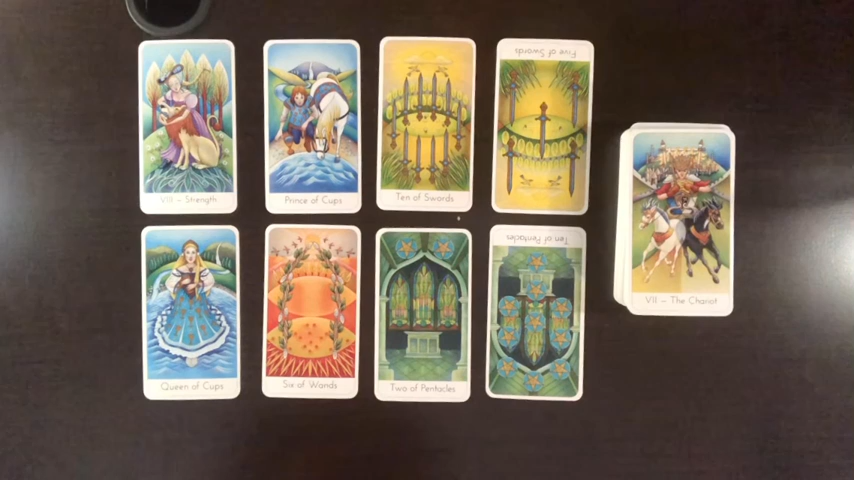 VIII – Strength
Prince of Cups
Ten of Swords
Five of Swords
Queen of Cups
Six of Wands
Two of Pentacles
Ten of Pentacles
VII – The Chariot